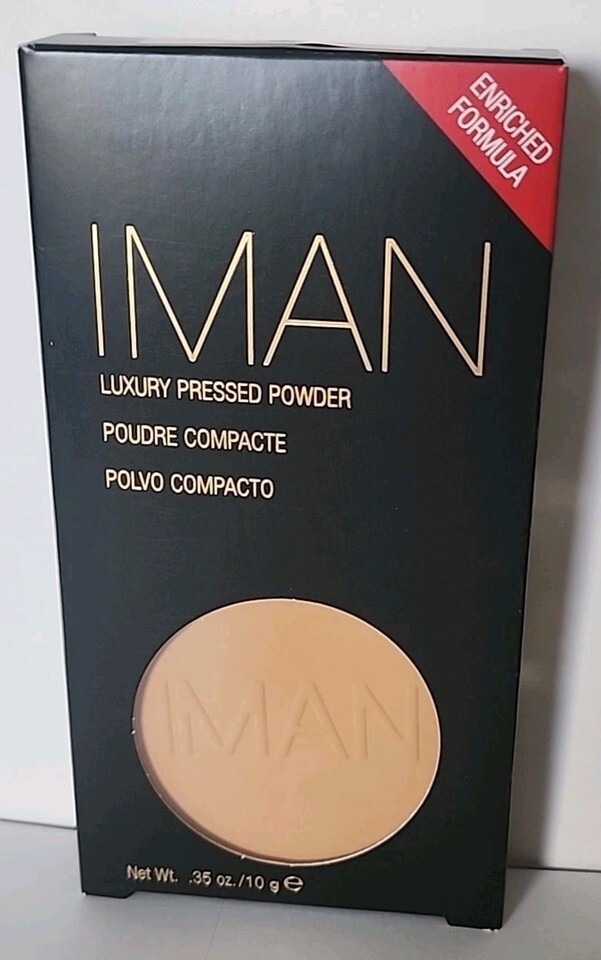 ENRICHED
FORMULA
IMAN
LUXURY PRESSED POWDER
POUDRE COMPACTE
POLVO COMPACTO
IMAN
Net Wt. .35 oz./10 g ℮